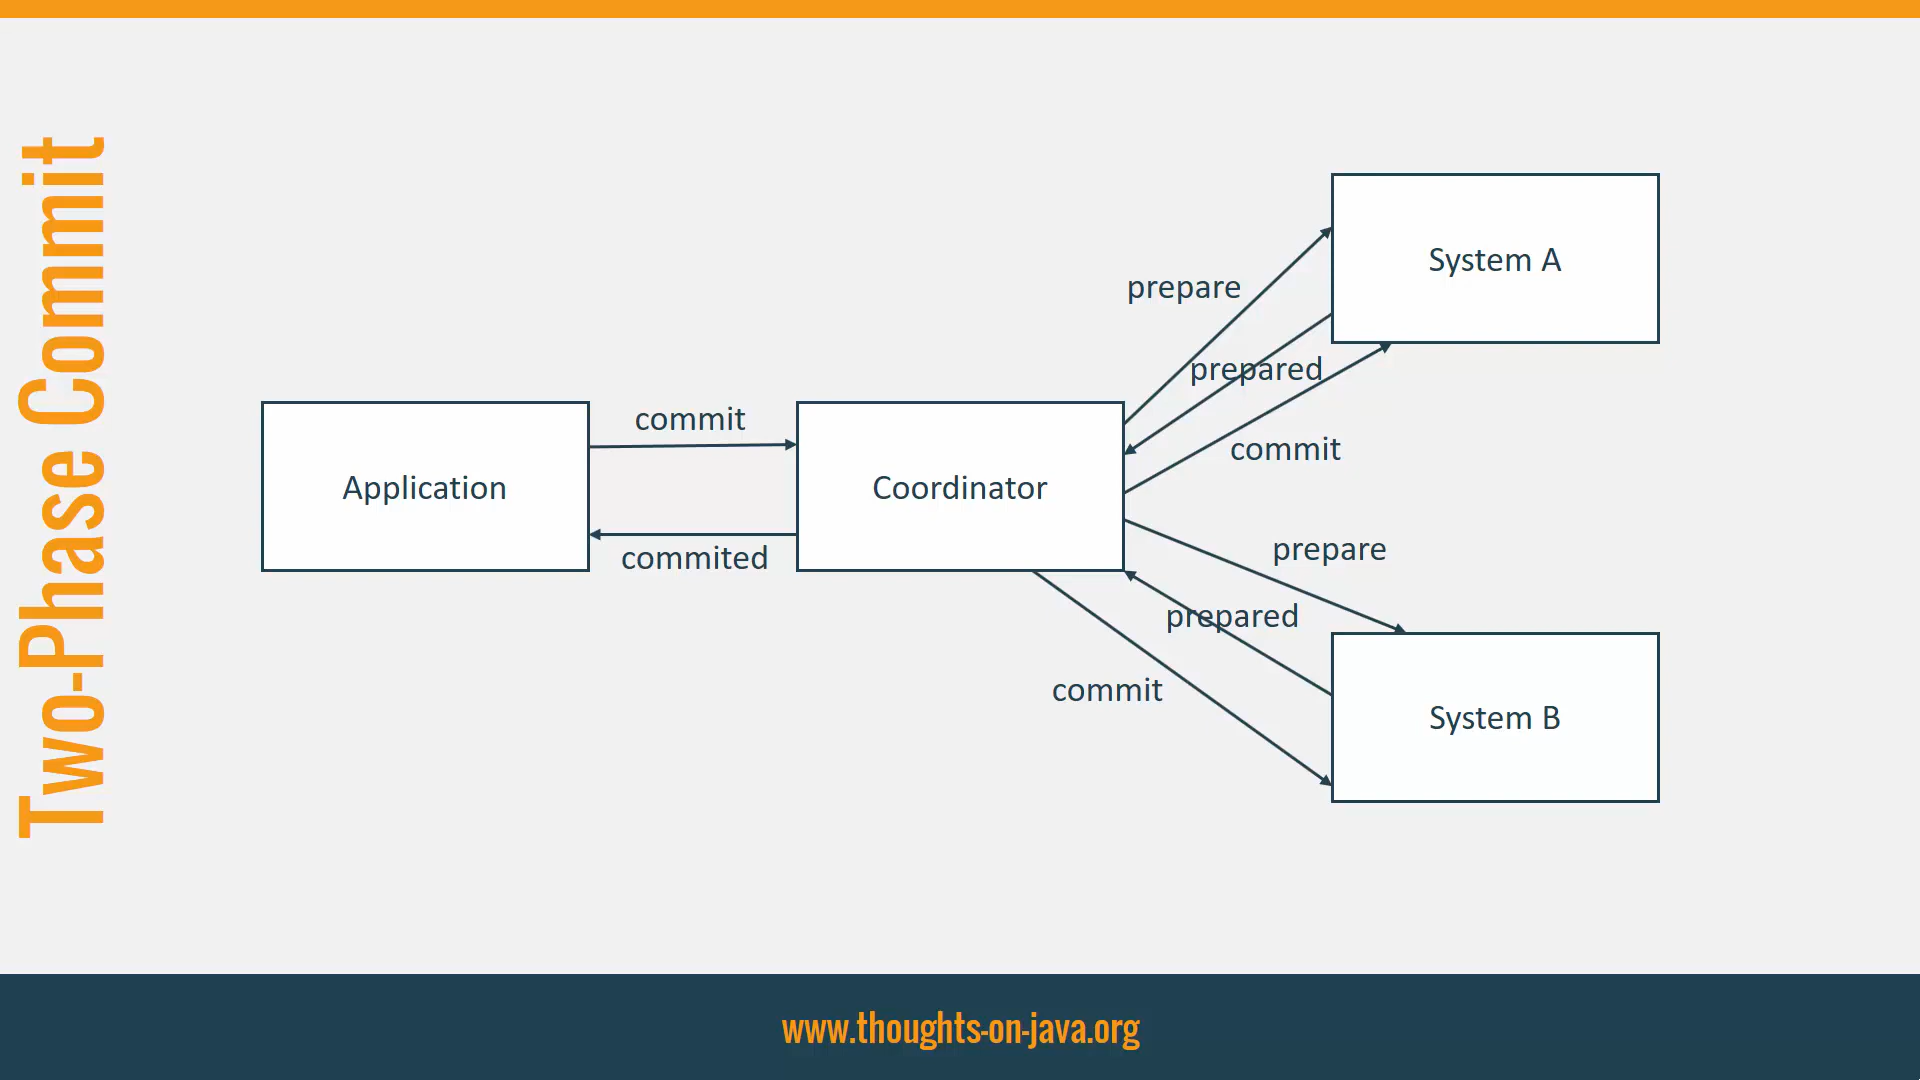 Two-Phase Commit
System A
prepare
prepared
commit
commit
Application
Coordinator
commited
prepare
prepared
commit
System B
www.thoughts-on-java.org